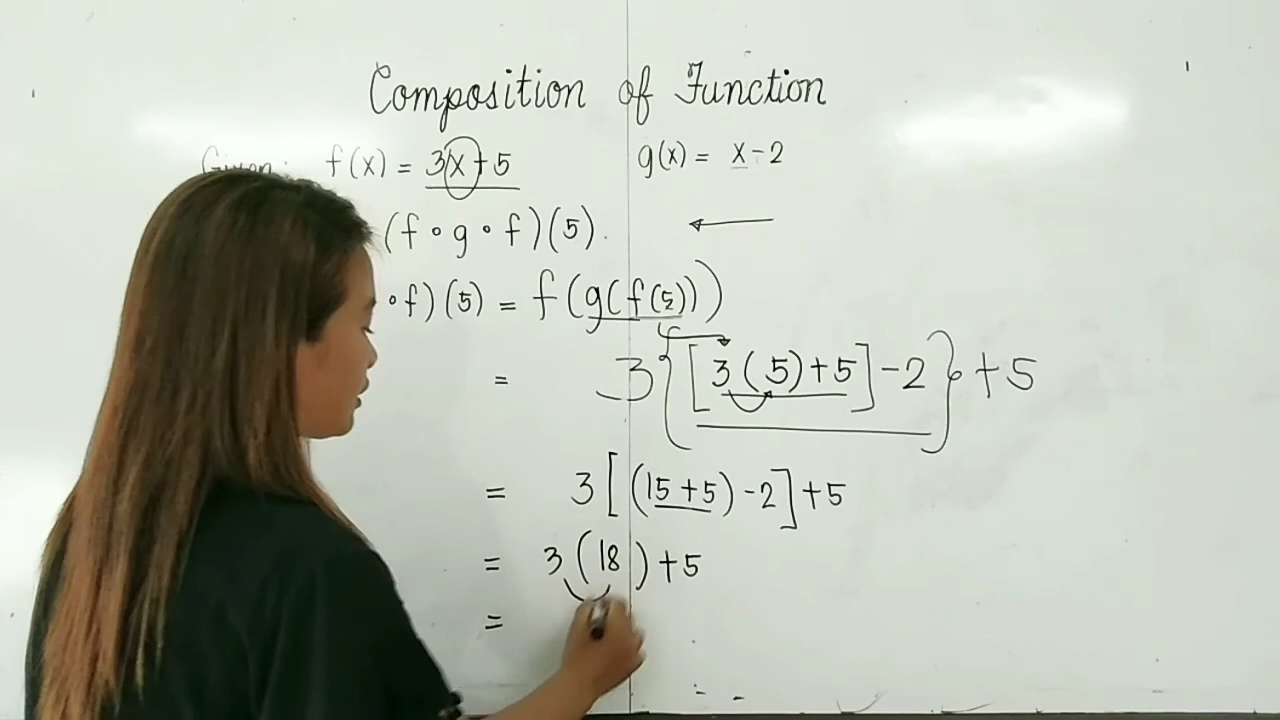 Composition of Function
Given: f(x) = 3x+5 g(x) = x-2
(f ∘ g ∘ f)(5).
∘f)(5) = f(g(f(5)))
= 3{[3(5)+5]-2}+5
= 3[(15+5)-2]+5
= 3(18)+5
=